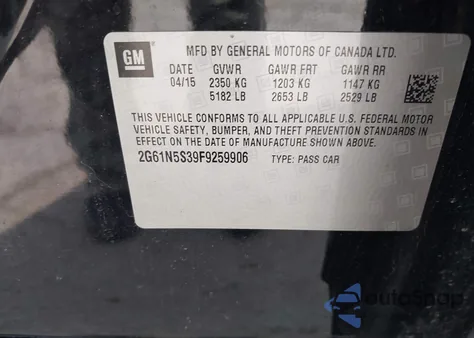 GM
MFD BY GENERAL MOTORS OF CANADA LTD.
DATE GVWR GAWR FRT GAWR RR
04/15 2350 KG 1203 KG 1147 KG
5182 LB 2653 LB 2529 LB
THIS VEHICLE CONFORMS TO ALL APPLICABLE U.S. FEDERAL MOTOR
VEHICLE SAFETY, BUMPER, AND THEFT PREVENTION STANDARDS IN
EFFECT ON THE DATE OF MANUFACTURE SHOWN ABOVE.
2G61N5S39F9259906 TYPE: PASS CAR
autoSnap